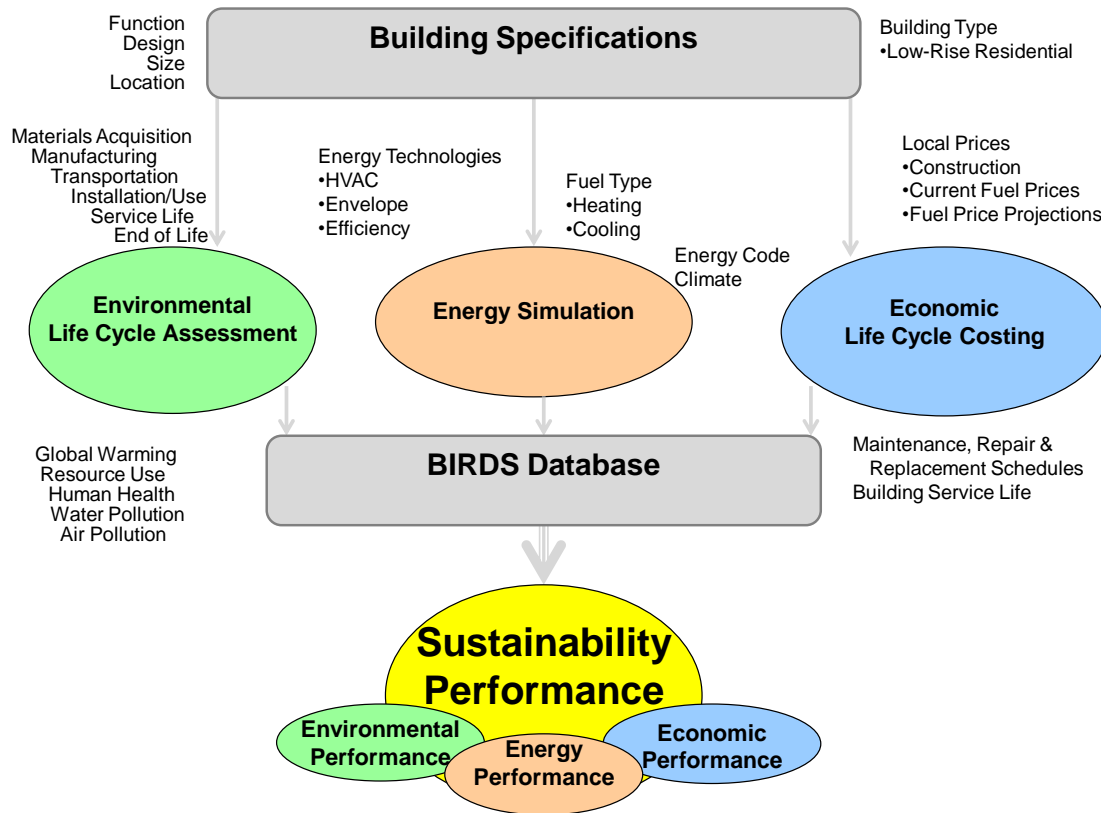 Function
Design
Size
Location
Building Specifications
Building Type
•Low-Rise Residential
Materials Acquisition
Manufacturing
Transportation
Installation/Use
Service Life
End of Life
Energy Technologies
•HVAC
•Envelope
•Efficiency
Fuel Type
•Heating
•Cooling
Energy Code
Climate
Local Prices
•Construction
•Current Fuel Prices
•Fuel Price Projections
Environmental
Life Cycle Assessment
Energy Simulation
Economic
Life Cycle Costing
Global Warming
Resource Use
Human Health
Water Pollution
Air Pollution
BIRDS Database
Maintenance, Repair &
Replacement Schedules
Building Service Life
Sustainability
Performance
Environmental
Performance
Energy
Performance
Economic
Performance